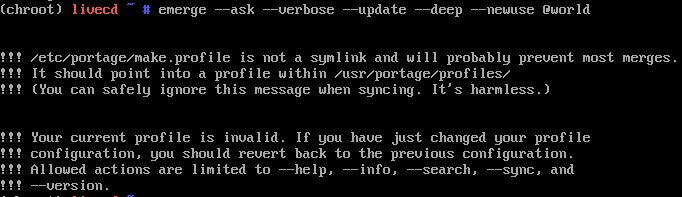 (chroot) livecd ~ # emerge --ask --verbose --update --deep --newuse @world
!!! /etc/portage/make.profile is not a symlink and will probably prevent most merges.
!!! It should point into a profile within /usr/portage/profiles/
!!! (You can safely ignore this message when syncing. It's harmless.)
!!! Your current profile is invalid. If you have just changed your profile
!!! configuration, you should revert back to the previous configuration.
!!! Allowed actions are limited to --help, --info, --search, --sync, and
!!! --version.